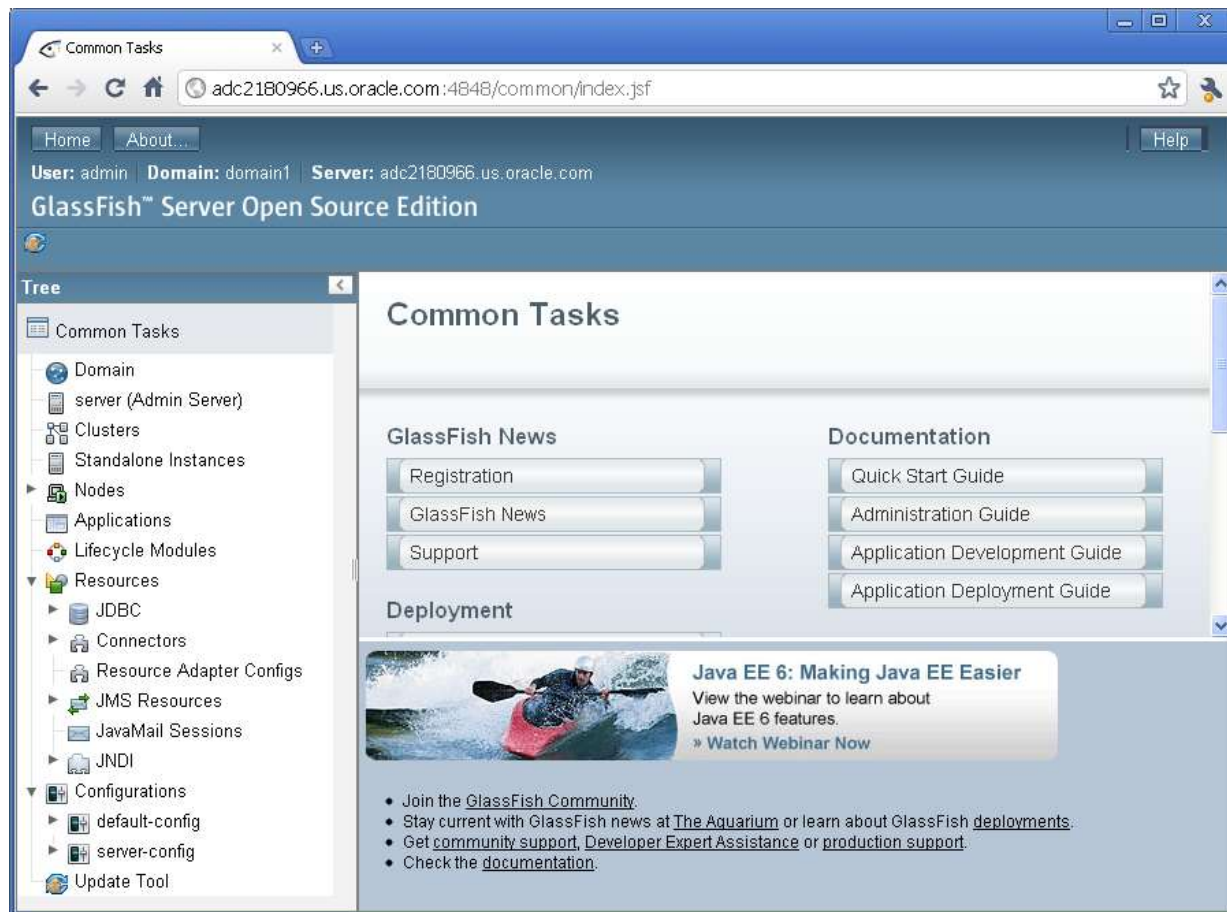 Common Tasks
adc2180966.us.oracle.com:4848/common/index.jsf
Home About... Help
User: admin Domain: domain1 Server: adc2180966.us.oracle.com
GlassFish™ Server Open Source Edition
Tree
Common Tasks
Domain
server (Admin Server)
Clusters
Standalone Instances
Nodes
Applications
Lifecycle Modules
Resources
JDBC
Connectors
Resource Adapter Configs
JMS Resources
JavaMail Sessions
JNDI
Configurations
default-config
server-config
Update Tool
Common Tasks
GlassFish News
Registration
GlassFish News
Support
Deployment
Documentation
Quick Start Guide
Administration Guide
Application Development Guide
Application Deployment Guide
Java EE 6: Making Java EE Easier
View the webinar to learn about
Java EE 6 features.
» Watch Webinar Now
• Join the GlassFish Community.
• Stay current with GlassFish news at The Aquarium or learn about GlassFish deployments.
• Get community support, Developer Expert Assistance or production support.
• Check the documentation.